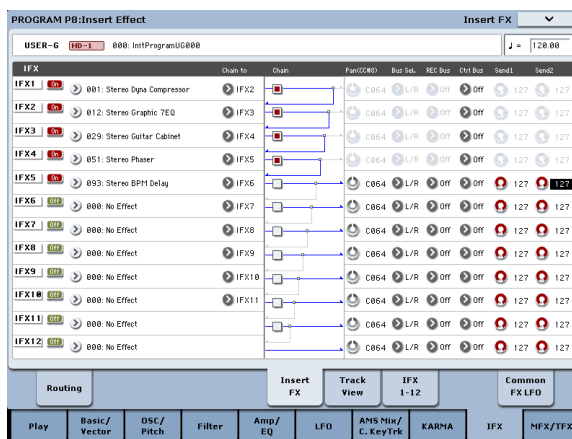 PROGRAM P8:Insert Effect Insert FX
USER-G HD-1 000: InitProgramUG000 ♩= 120.00
IFX Chain to Chain Pan(CC#8) Bus Sel. REC Bus Ctrl Bus Send1 Send2
IFX1 On 001: Stereo Dyna Compressor IFX2 C064 L/R Off Off 127 127
IFX2 On 012: Stereo Graphic 7EQ IFX3 C064 L/R Off Off 127 127
IFX3 On 029: Stereo Guitar Cabinet IFX4 C064 L/R Off Off 127 127
IFX4 On 051: Stereo Phaser IFX5 C064 L/R Off Off 127 127
IFX5 On 093: Stereo BPM Delay IFX6 C064 L/R Off Off 127 127
IFX6 Off 000: No Effect IFX7 C064 L/R Off Off 127 127
IFX7 Off 000: No Effect IFX8 C064 L/R Off Off 127 127
IFX8 Off 000: No Effect IFX9 C064 L/R Off Off 127 127
IFX9 Off 000: No Effect IFX10 C064 L/R Off Off 127 127
IFX10 Off 000: No Effect IFX11 C064 L/R Off Off 127 127
IFX11 Off 000: No Effect C064 L/R Off Off 127 127
IFX12 Off 000: No Effect C064 L/R Off Off 127 127
Routing Insert FX Track View IFX 1-12 Common FX LFO
Play Basic/Vector OSC/Pitch Filter Amp/EQ LFO AMS Mix/C.KeyTrk KARMA IFX MFX/TFX